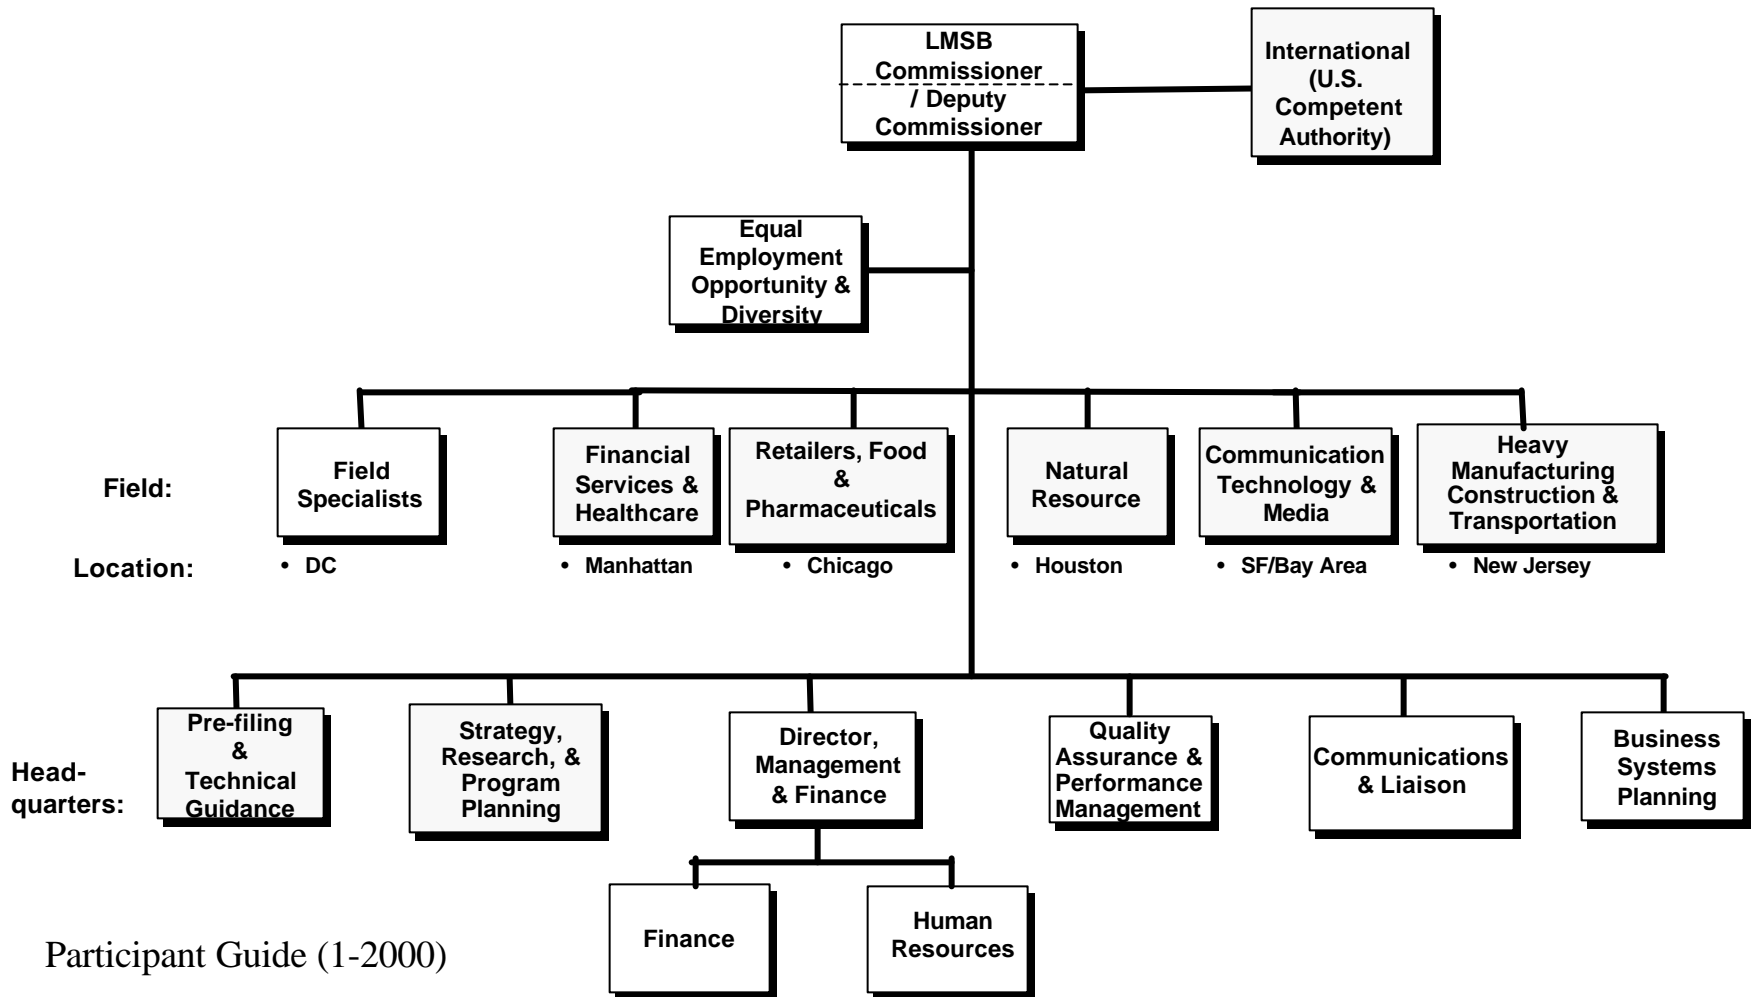 LMSB
Commissioner
/ Deputy
Commissioner
International
(U.S.
Competent
Authority)
Equal
Employment
Opportunity &
Diversity
Field:
Field
Specialists
Financial
Services &
Healthcare
Retailers, Food
&
Pharmaceuticals
Natural
Resource
Communication
Technology &
Media
Heavy
Manufacturing
Construction &
Transportation
Location:
• DC
• Manhattan
• Chicago
• Houston
• SF/Bay Area
• New Jersey
Head-
quarters:
Pre-filing
&
Technical
Guidance
Strategy,
Research, &
Program
Planning
Director,
Management
& Finance
Quality
Assurance &
Performance
Management
Communications
& Liaison
Business
Systems
Planning
Finance
Human
Resources
Participant Guide (1-2000)